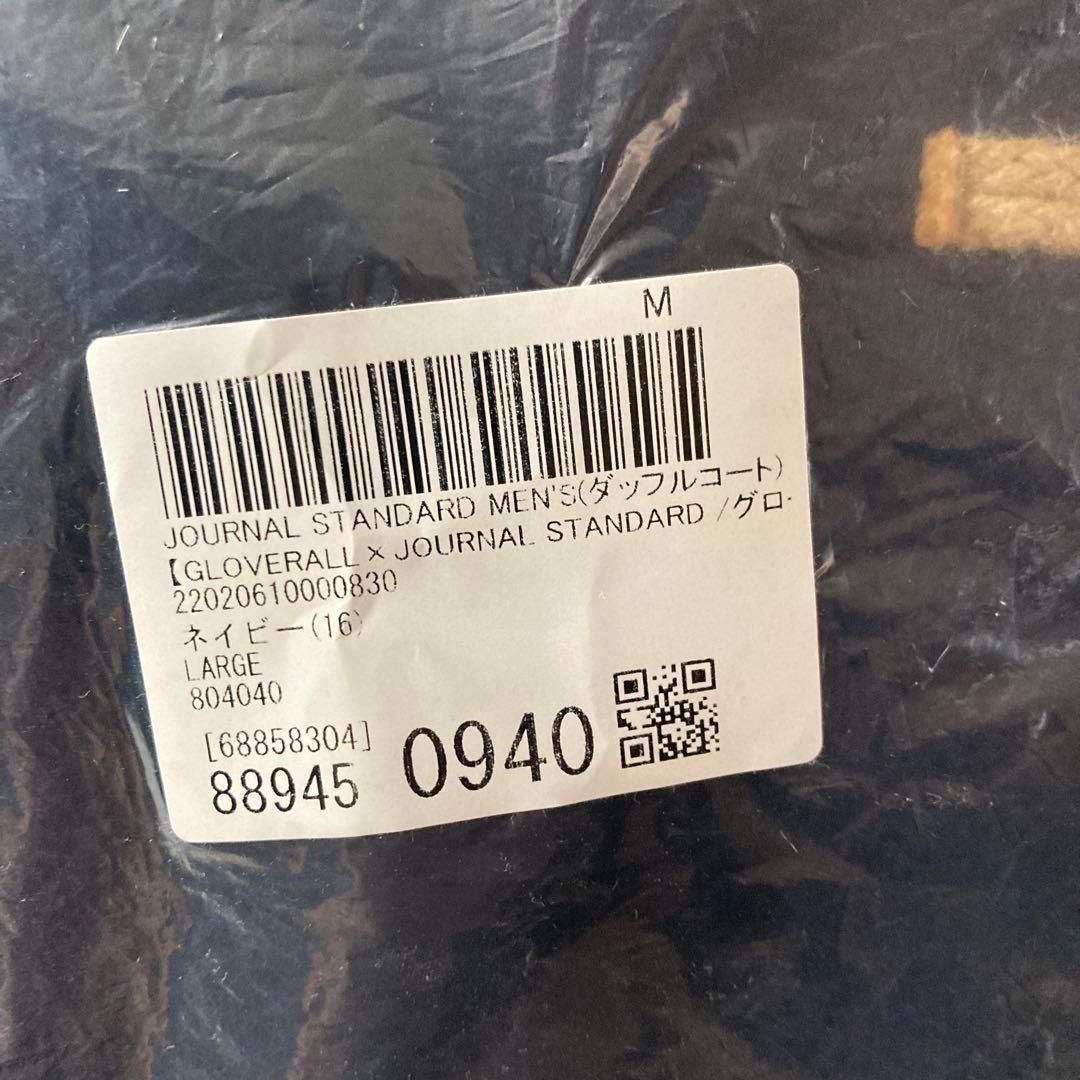 M
JOURNAL STANDARD MEN'S(ダッフルコート)
【GLOVERALL × JOURNAL STANDARD /グロ-
22020610000830
ネイビー(16)
LARGE
804040
[68858304]
88945 0940